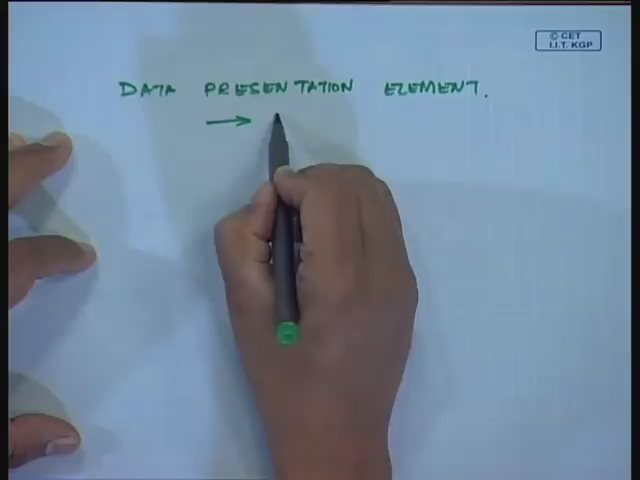 © CET
I.I.T. KGP
DATA PRESENTATION ELEMENT.
→